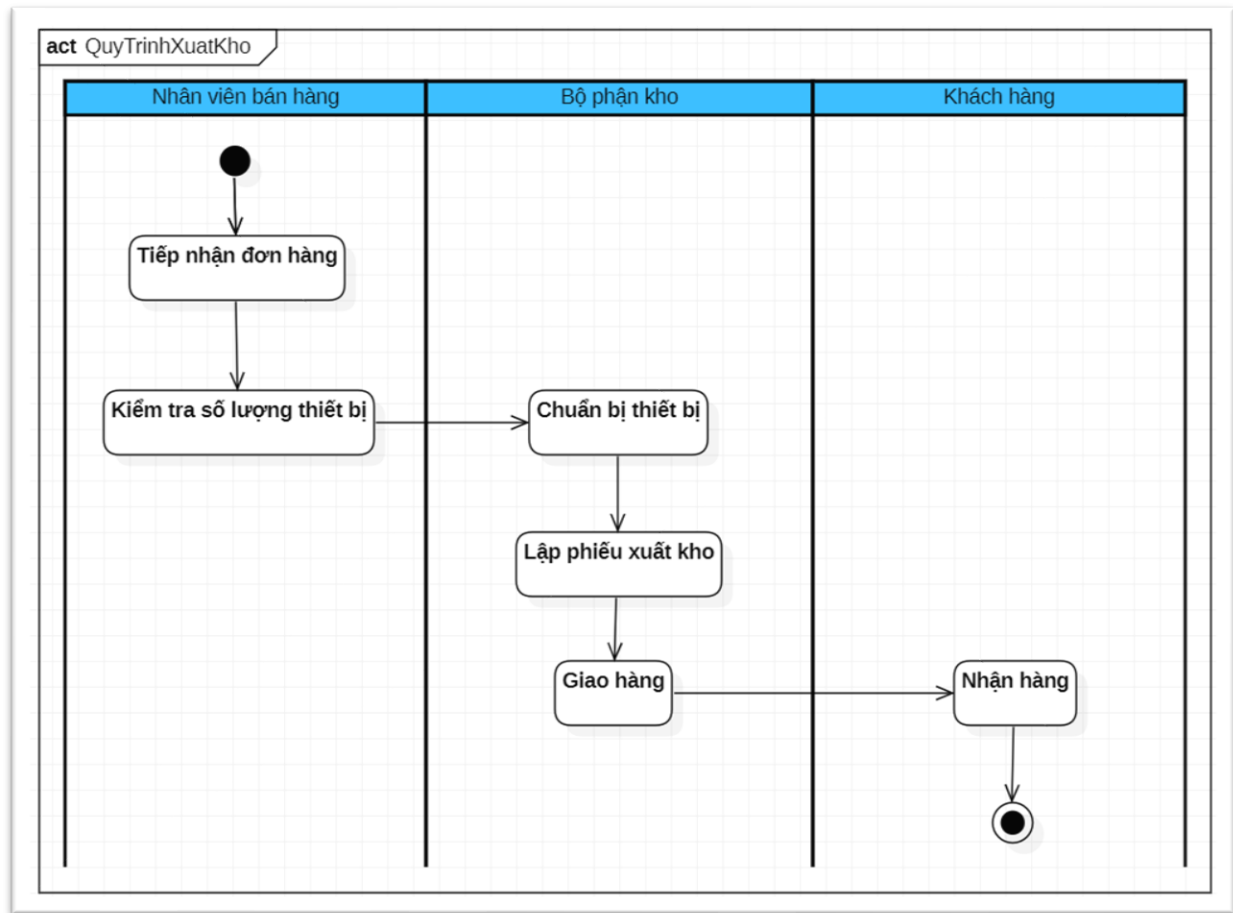 act QuyTrinhXuatKho
Nhân viên bán hàng
Bộ phận kho
Khách hàng
Tiếp nhận đơn hàng
Kiểm tra số lượng thiết bị
Chuẩn bị thiết bị
Lập phiếu xuất kho
Giao hàng
Nhận hàng